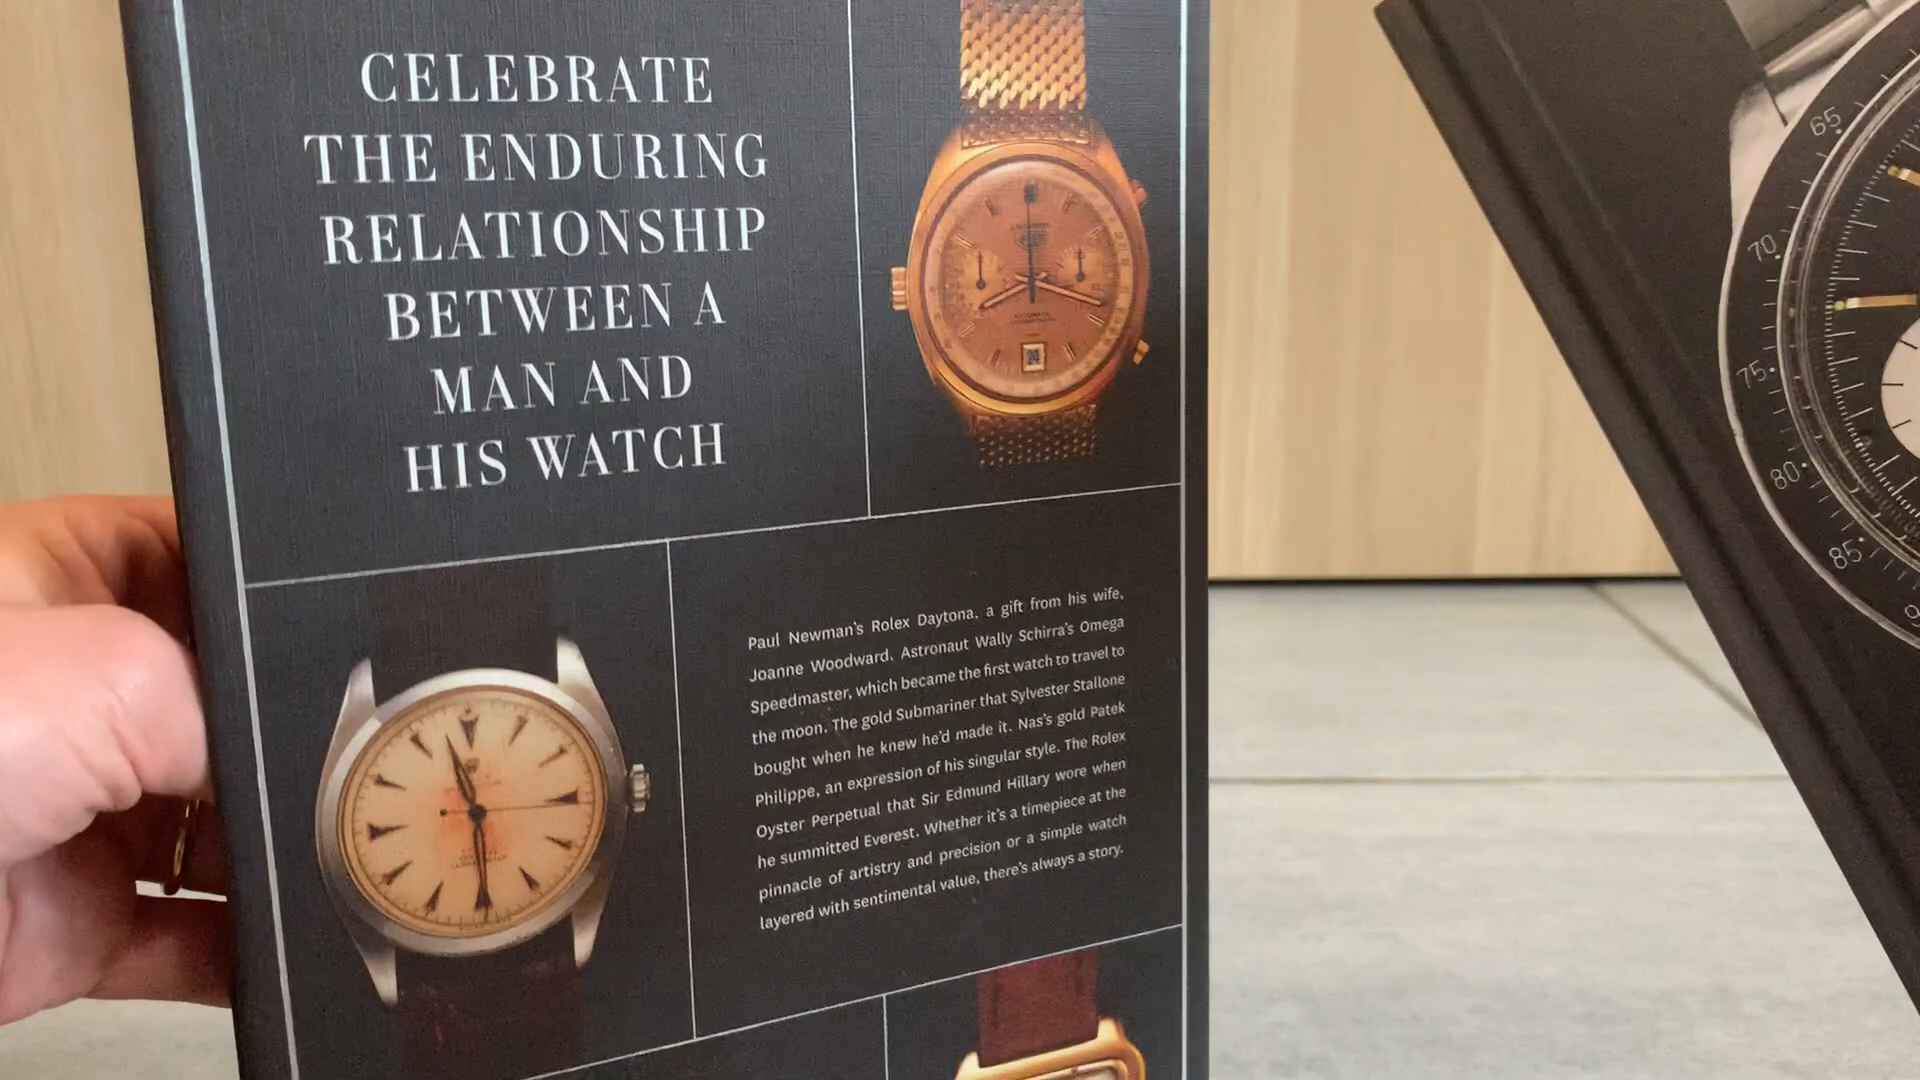 CELEBRATE
THE ENDURING
RELATIONSHIP
BETWEEN A
MAN AND
HIS WATCH
24
Paul Newman's Rolex Daytona, a gift from his wife,
Joanne Woodward. Astronaut Wally Schirra's Omega
Speedmaster, which became the first watch to travel to
the moon. The gold Submariner that Sylvester Stallone
bought when he knew he'd made it. Nas's gold Patek
Philippe, an expression of his singular style. The Rolex
Oyster Perpetual that Sir Edmund Hillary wore when
he summitted Everest. Whether it's a timepiece at the
pinnacle of artistry and precision or a simple watch
layered with sentimental value, there's always a story.
65
70
75
80
85